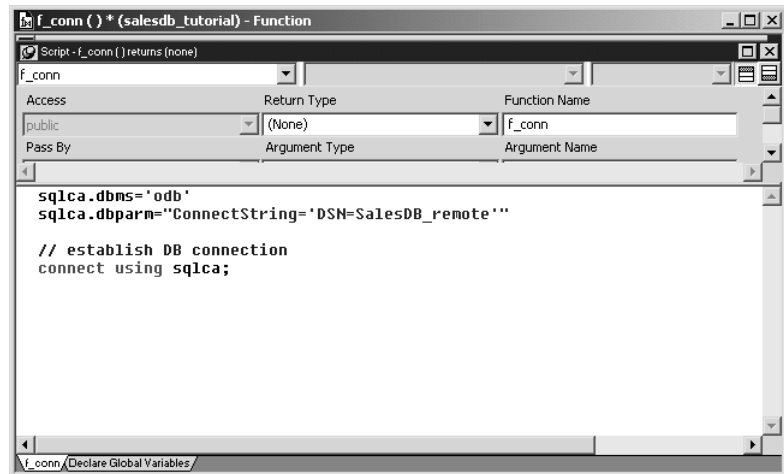 f_conn ( ) * (salesdb_tutorial) - Function
Script - f_conn ( ) returns (none)
f_conn
Access Return Type Function Name
public (None) f_conn
Pass By Argument Type Argument Name
sqlca.dbms='odb'
sqlca.dbparm="ConnectString='DSN=SalesDB_remote'"
// establish DB connection
connect using sqlca;
f_conn Declare Global Variables